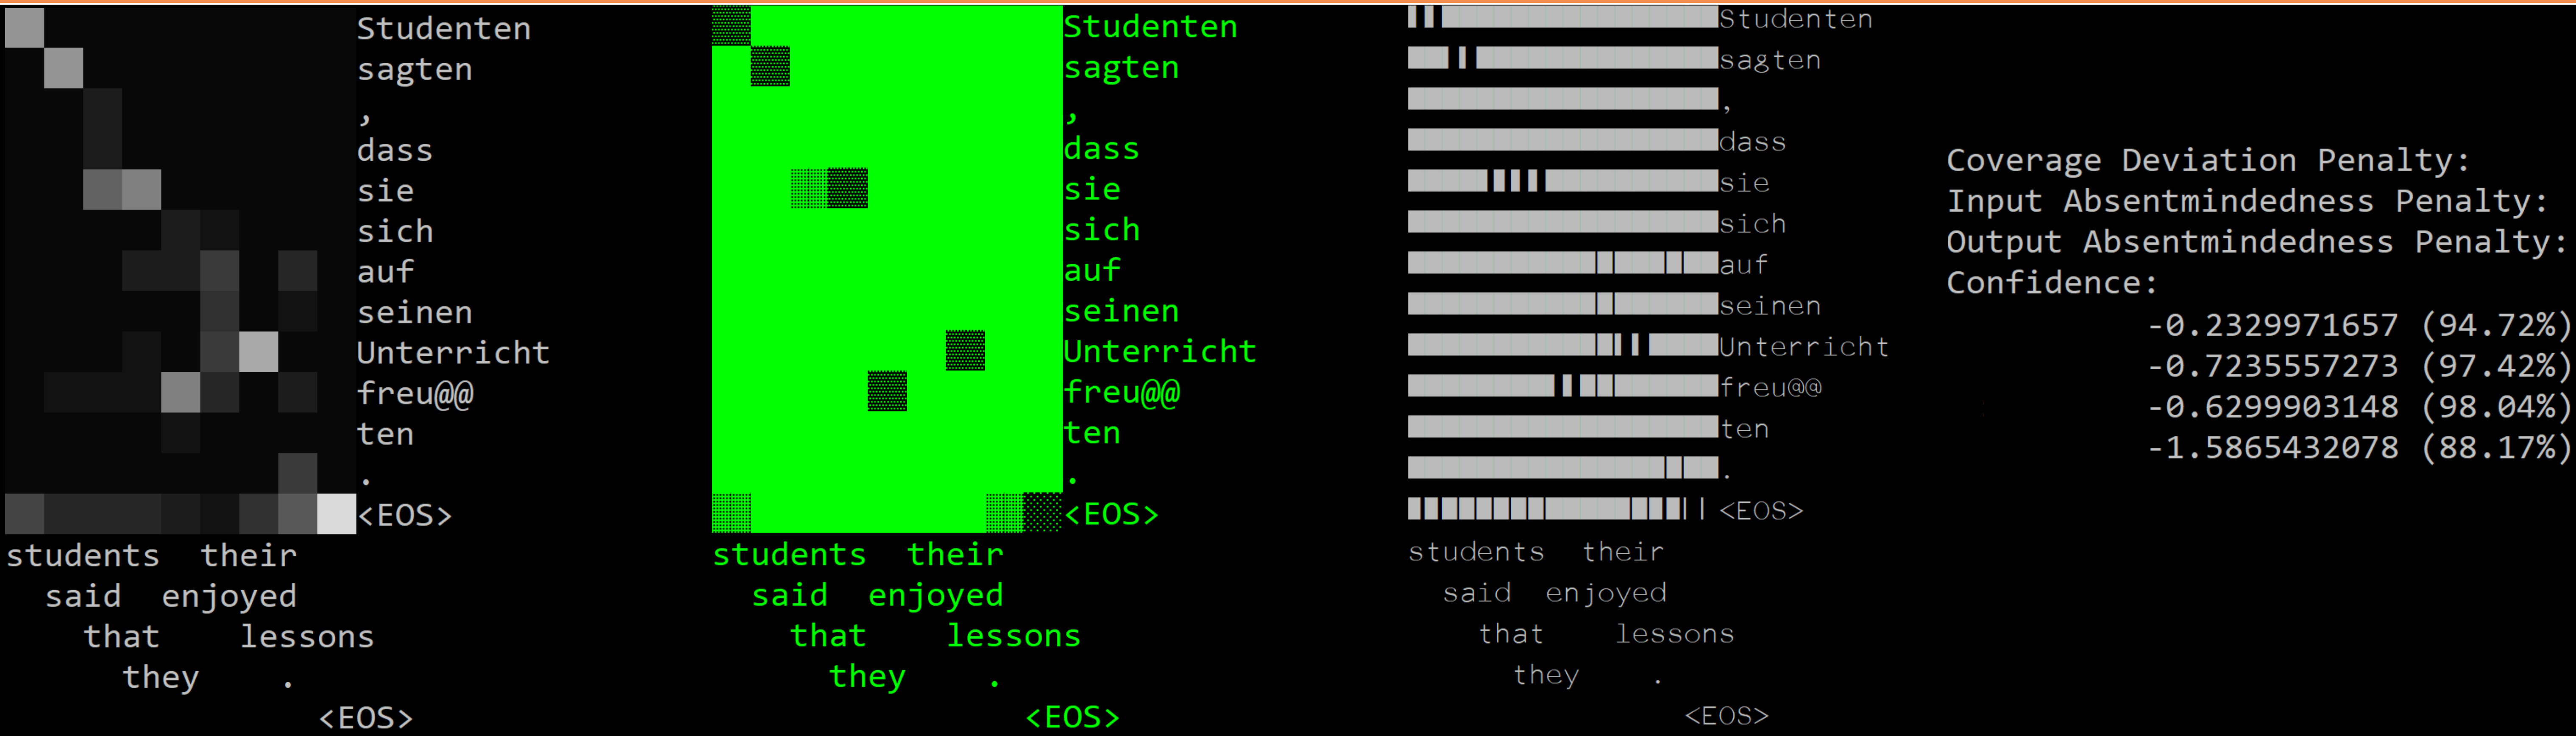 Studenten
sagten
,
dass
sie
sich
auf
seinen
Unterricht
freu@@
ten
.
<EOS>
students their
said enjoyed
that lessons
they .
<EOS>
Studenten
sagten
,
dass
sie
sich
auf
seinen
Unterricht
freu@@
ten
.
<EOS>
students their
said enjoyed
that lessons
they .
<EOS>
Studenten
sagten
,
dass
sie
sich
auf
seinen
Unterricht
freu@@
ten
.
<EOS>
students their
said enjoyed
that lessons
they .
<EOS>
Coverage Deviation Penalty:
Input Absentmindedness Penalty:
Output Absentmindedness Penalty:
Confidence:
-0.2329971657 (94.72%)
-0.7235557273 (97.42%)
-0.6299903148 (98.04%)
-1.5865432078 (88.17%)